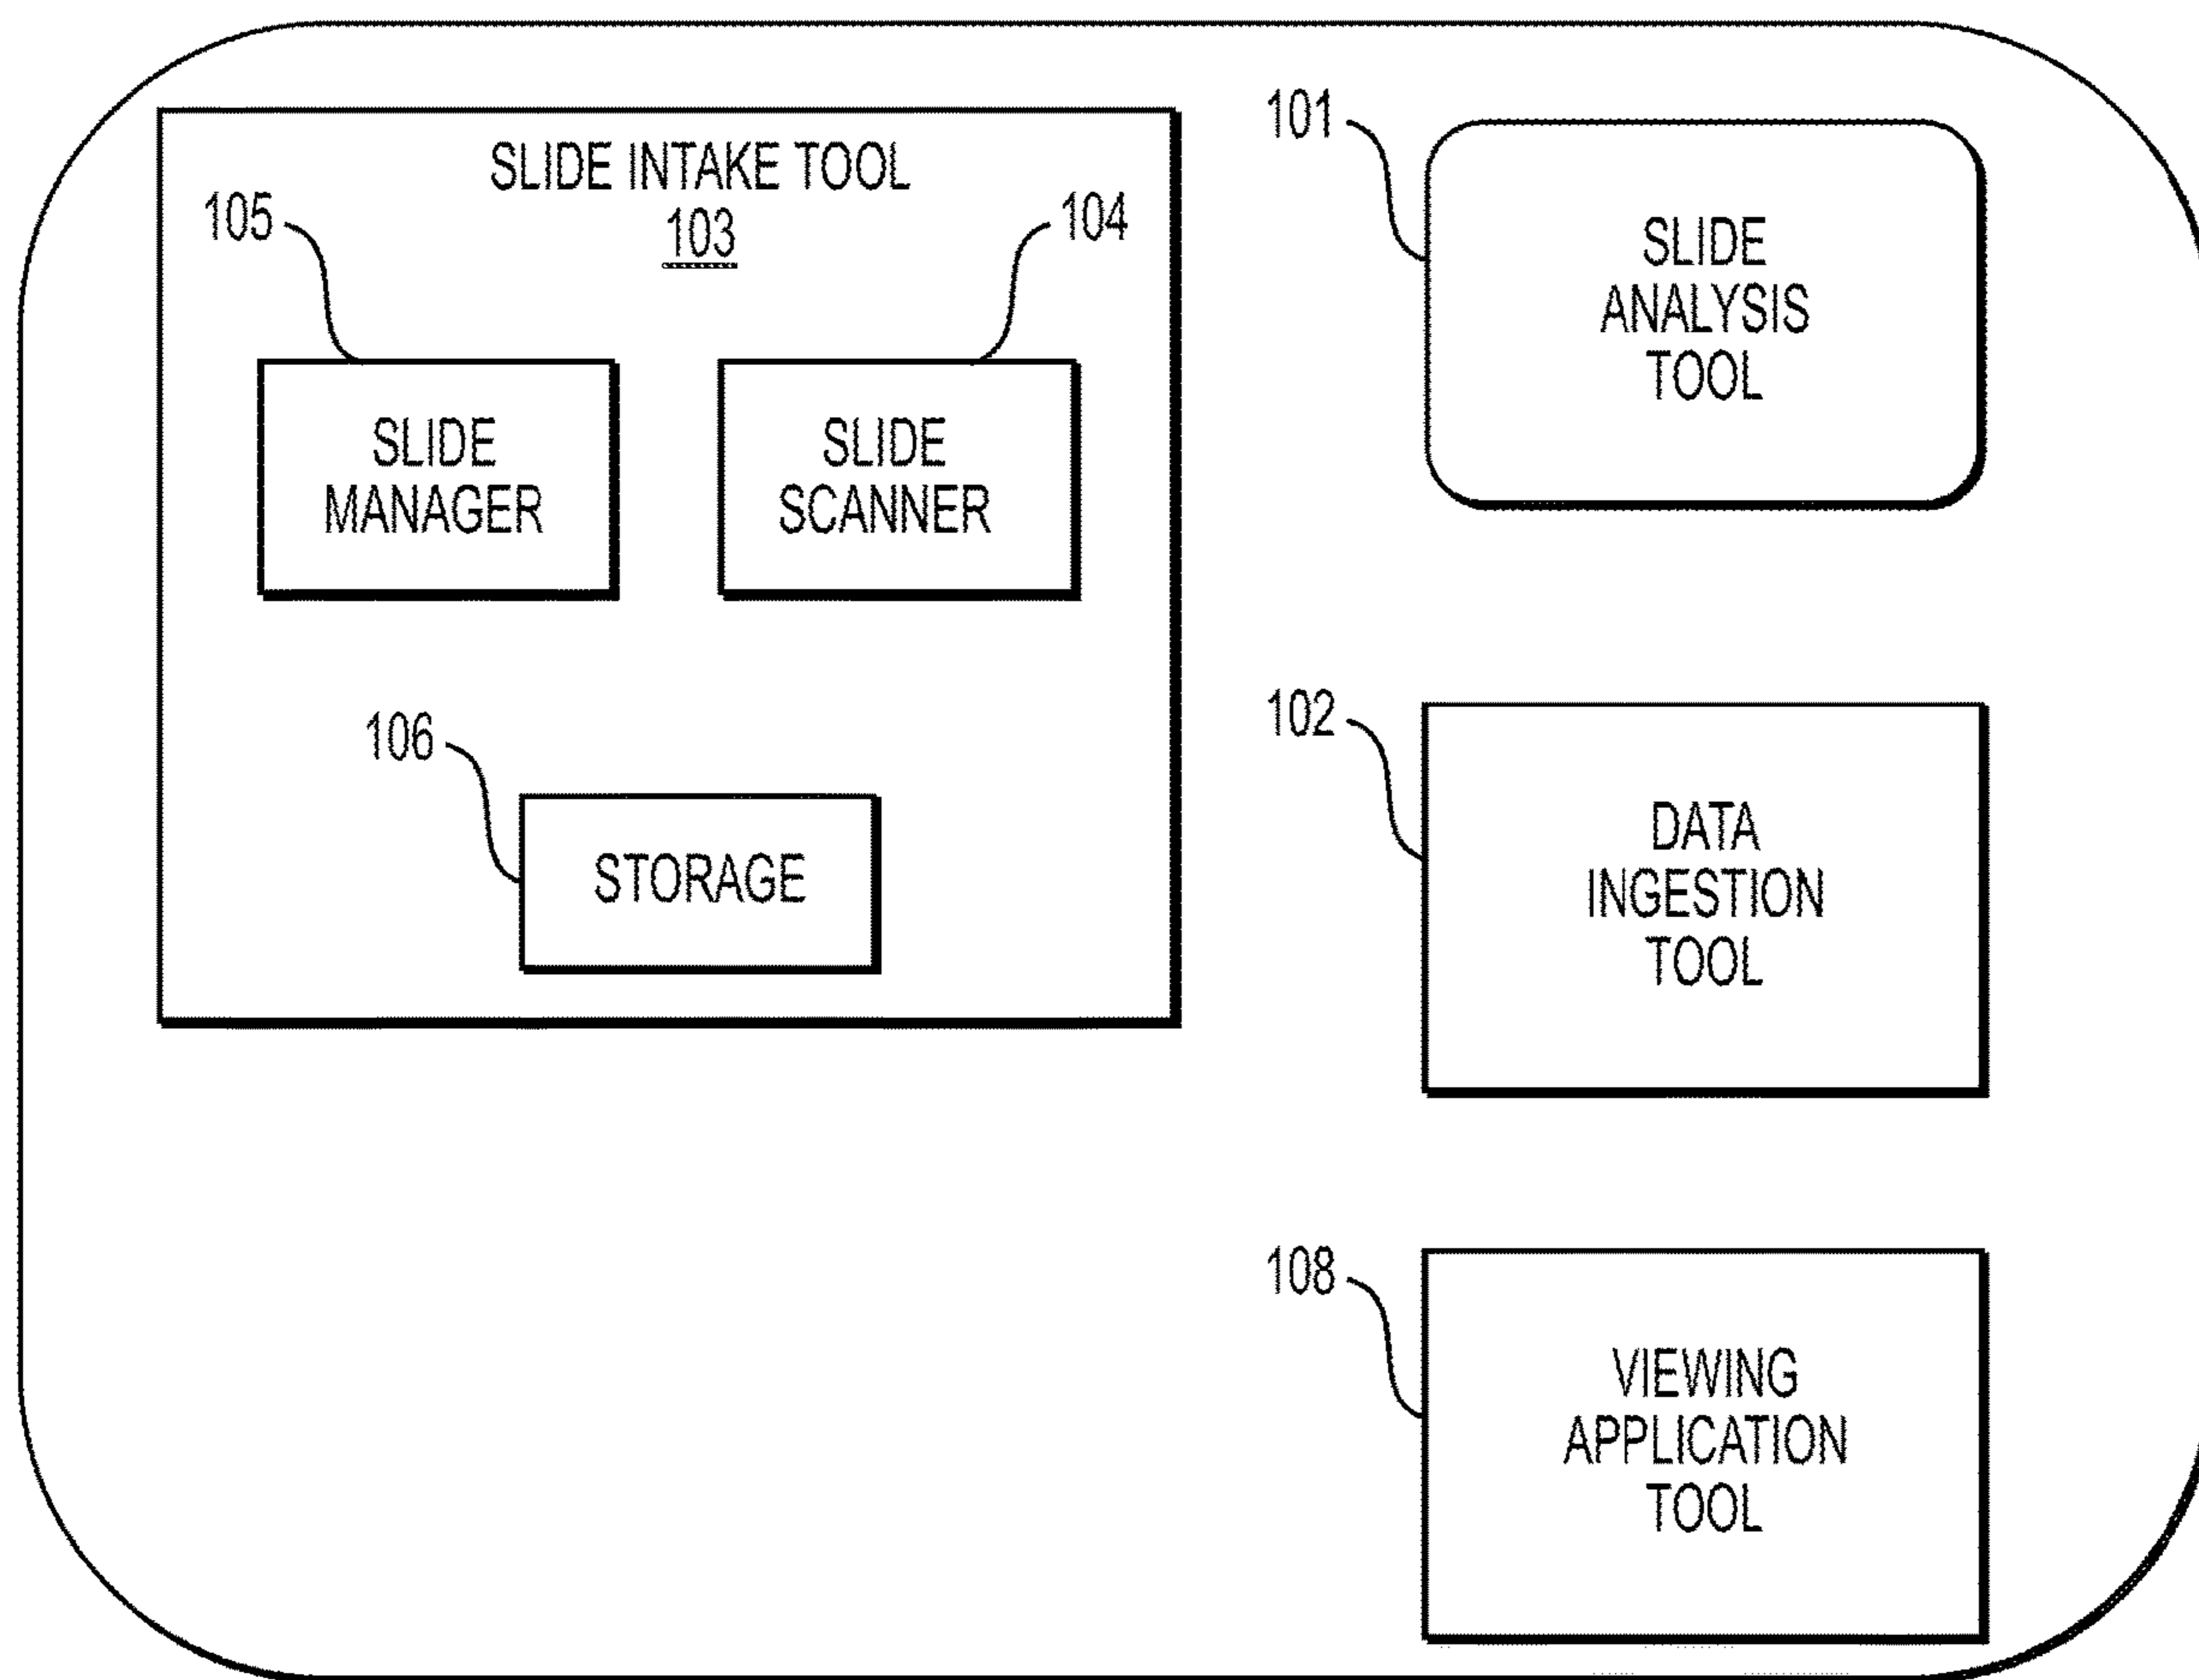 SLIDE INTAKE TOOL
103
105
104
SLIDE
MANAGER
SLIDE
SCANNER
106
STORAGE
101
SLIDE
ANALYSIS
TOOL
102
DATA
INGESTION
TOOL
108
VIEWING
APPLICATION
TOOL